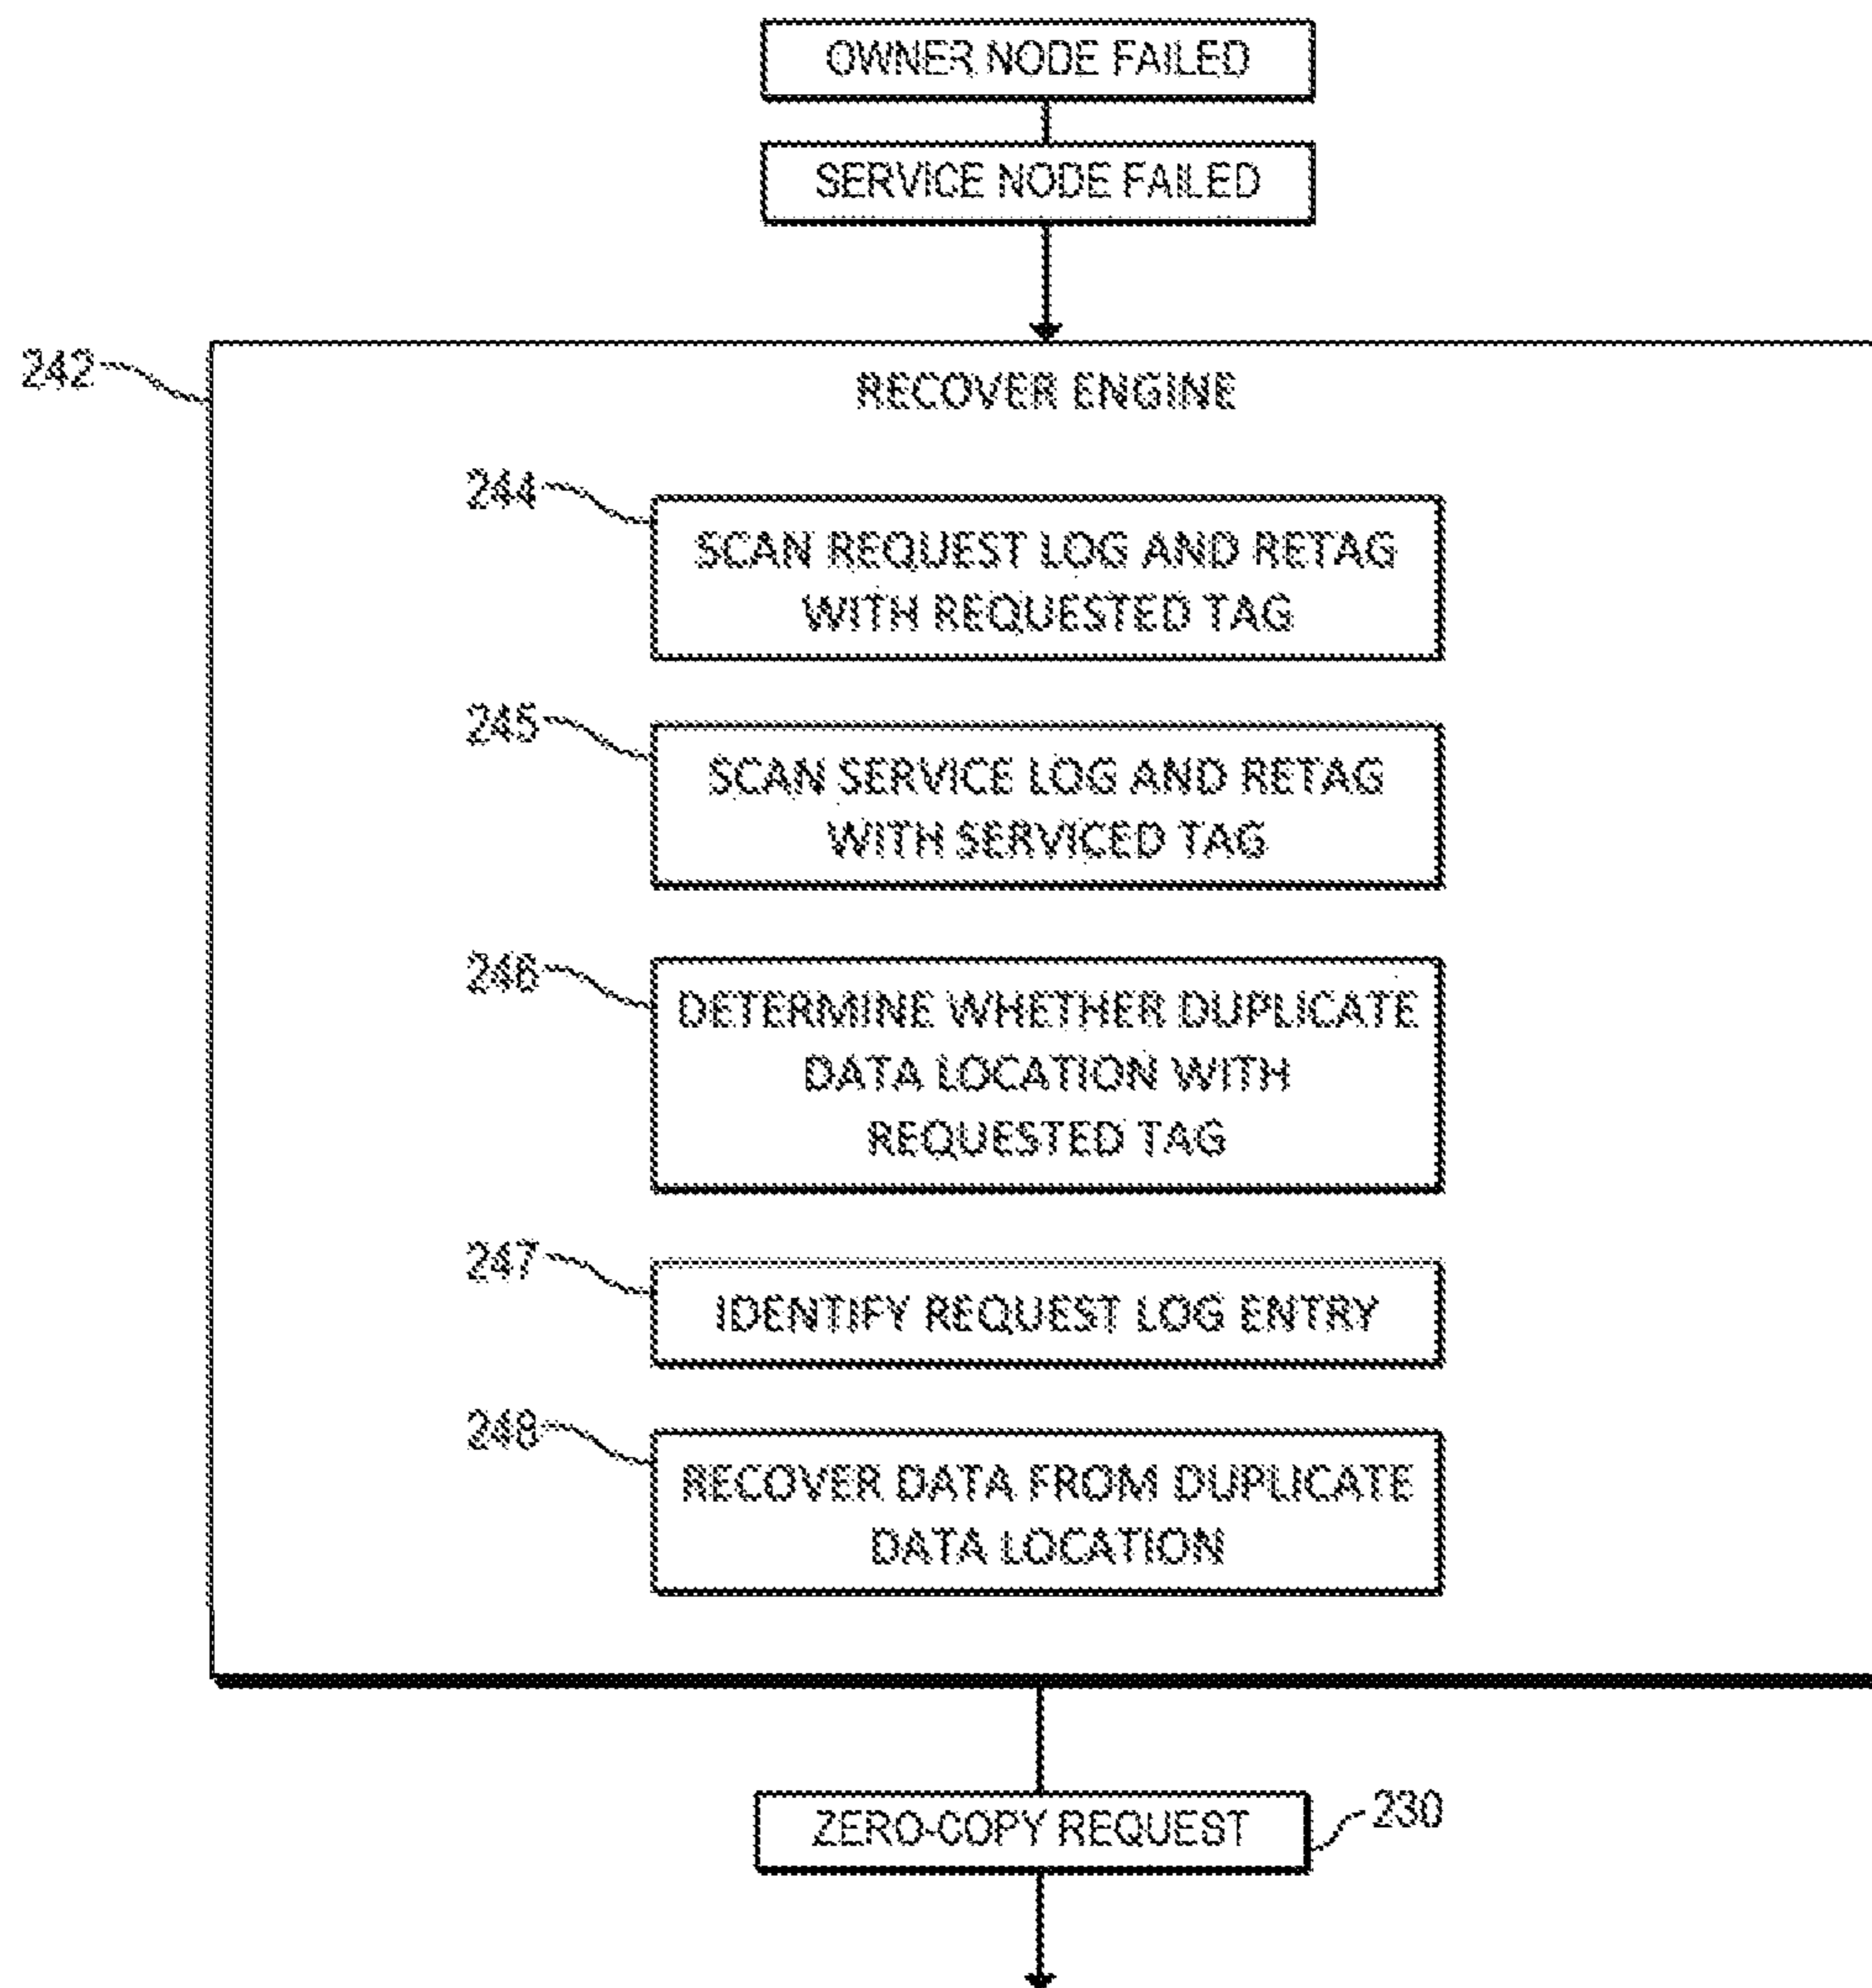 OWNER NODE FAILED
SERVICE NODE FAILED
242
RECOVER ENGINE
244
SCAN REQUEST LOG AND RETAG
WITH REQUESTED TAG
245
SCAN SERVICE LOG AND RETAG
WITH SERVICED TAG
246
DETERMINE WHETHER DUPLICATE
DATA LOCATION WITH
REQUESTED TAG
247
IDENTIFY REQUEST LOG ENTRY
248
RECOVER DATA FROM DUPLICATE
DATA LOCATION
ZERO-COPY REQUEST
230